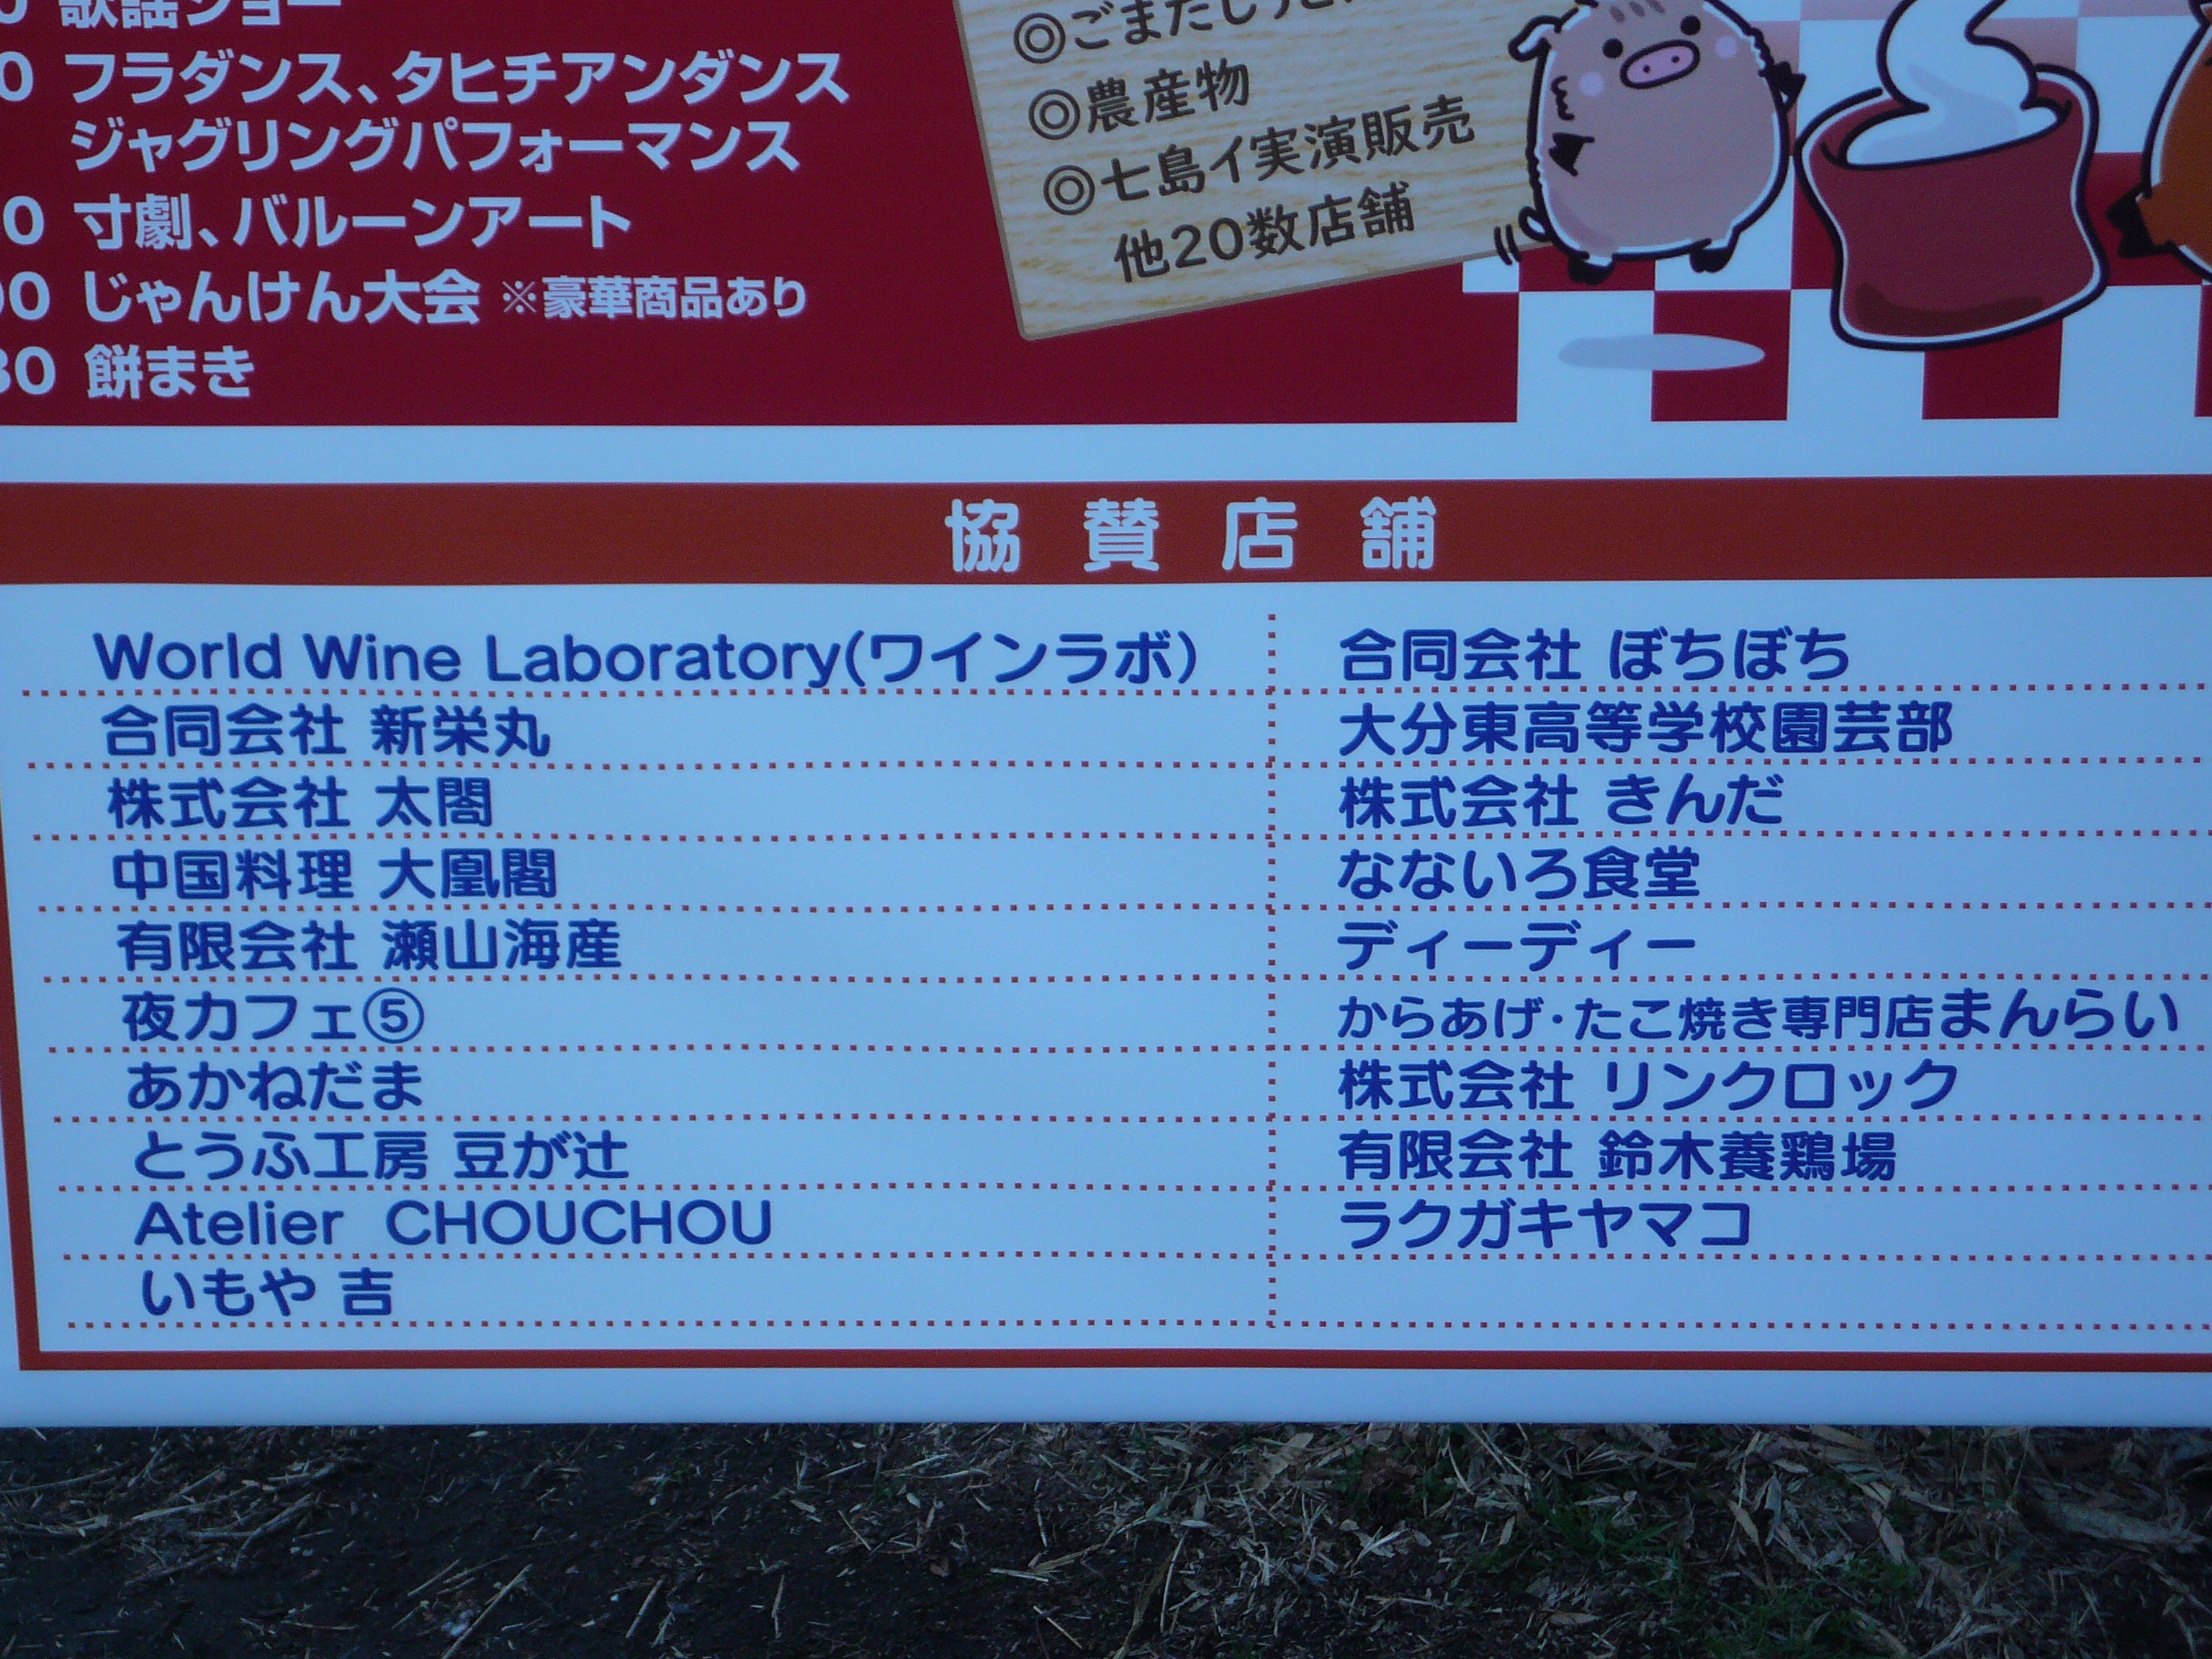 歌謡ショー
0 フラダンス、タヒチアンダンス
ジャグリングパフォーマンス
0 寸劇、バルーンアート
00 じゃんけん大会 ※豪華商品あり
30 餅まき
◎ごまだしうどん
◎農産物
◎七島イ実演販売
他20数店舗
協賛店舗
World Wine Laboratory(ワインラボ)
合同会社 新栄丸
株式会社 太閤
中国料理 大凰閣
有限会社 瀬山海産
夜カフェ⑤
あかねだま
とうふ工房 豆が辻
Atelier CHOUCHOU
いもや 吉
合同会社 ぼちぼち
大分東高等学校園芸部
株式会社 きんだ
なないろ食堂
ディーディー
からあげ・たこ焼き専門店まんらい
株式会社 リンクロック
有限会社 鈴木養鶏場
ラクガキヤマコ